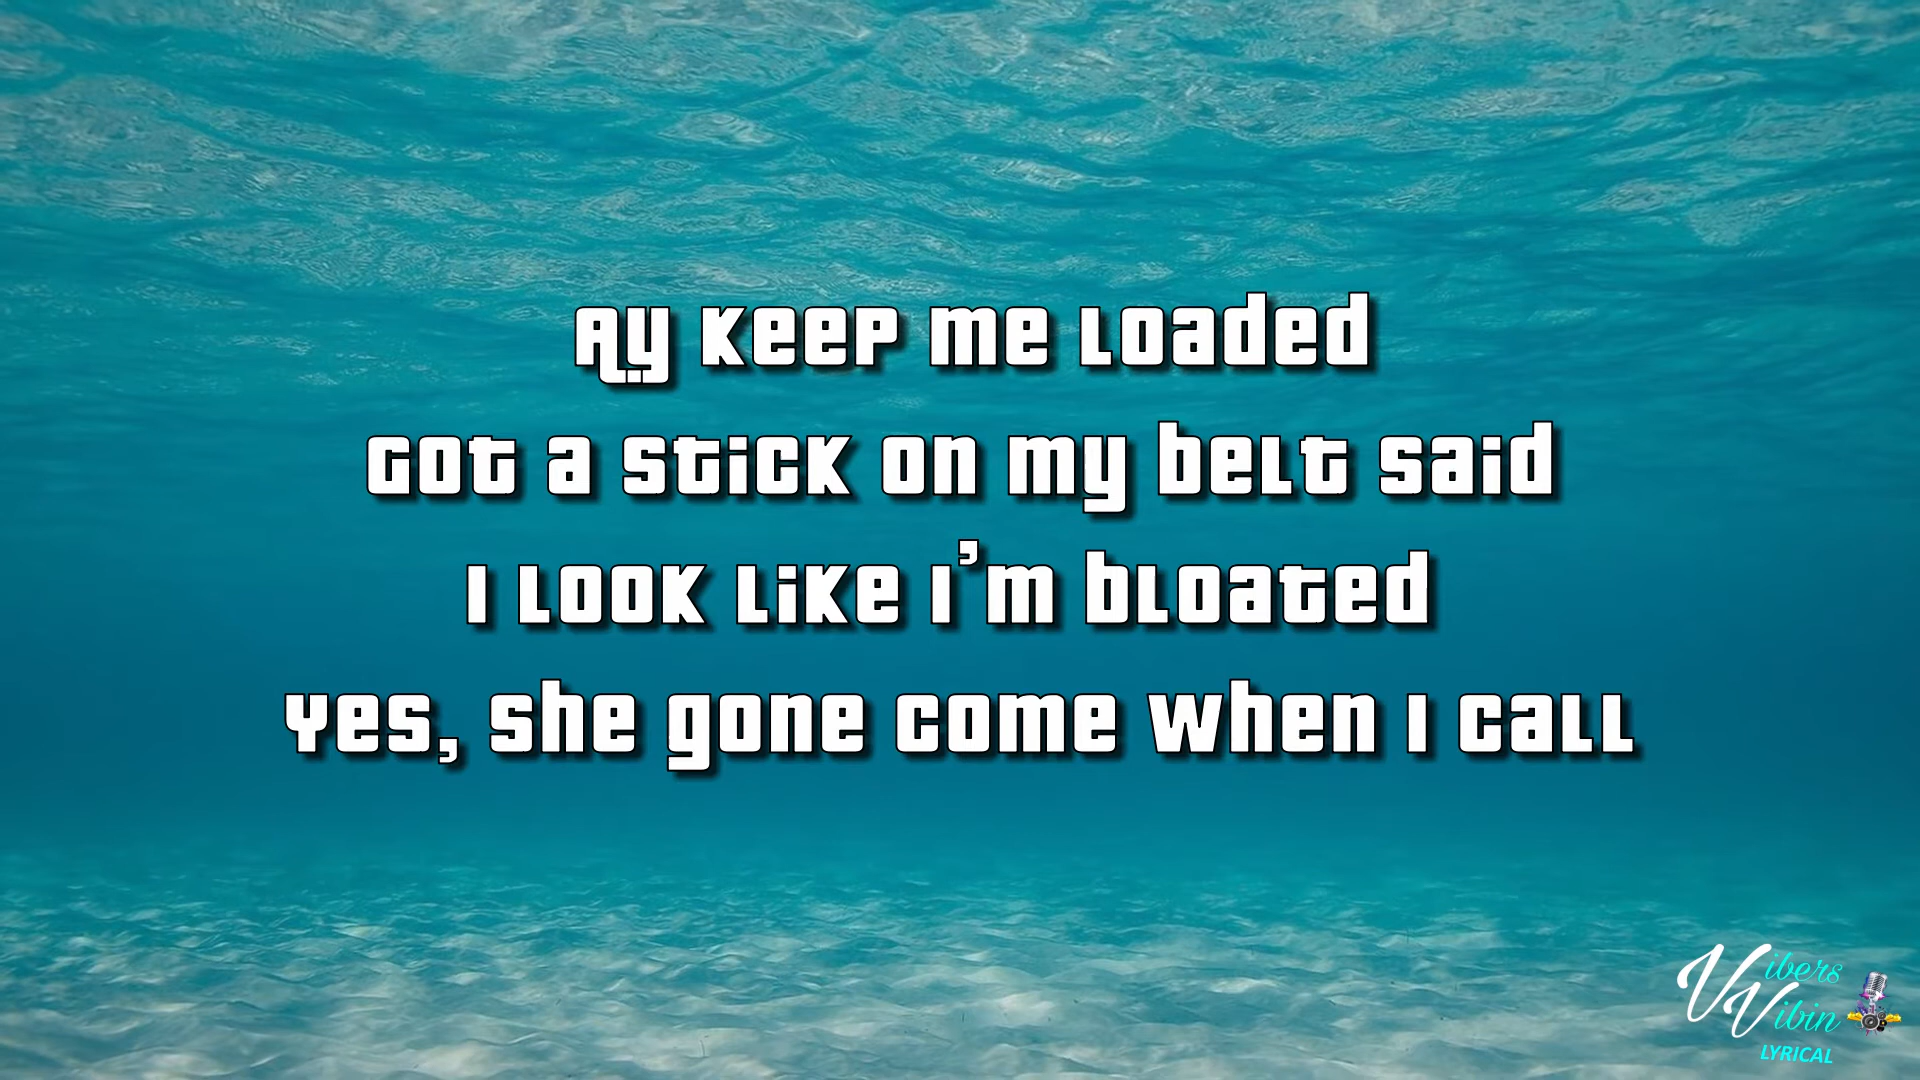 Ay keep me loaded
Got a stick on my belt said
I look like I'm bloated
Yes, she gone come when I call
Vibers
Vibin
LYRICAL